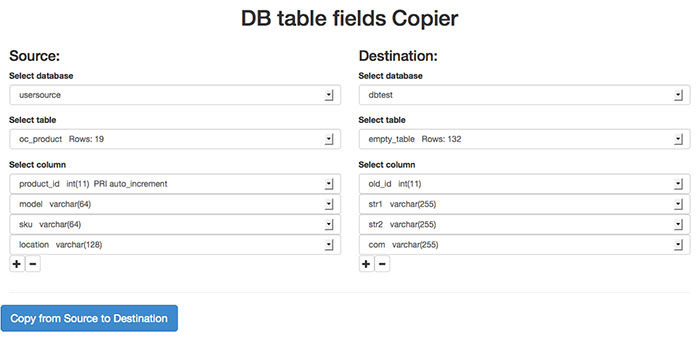 DB table fields Copier
Source:
Select database
usersource
Select table
oc_product Rows: 19
Select column
product_id int(11) PRI auto_increment
model varchar(64)
sku varchar(64)
location varchar(128)
+ −
Destination:
Select database
dbtest
Select table
empty_table Rows: 132
Select column
old_id int(11)
str1 varchar(255)
str2 varchar(255)
com varchar(255)
+ −
Copy from Source to Destination